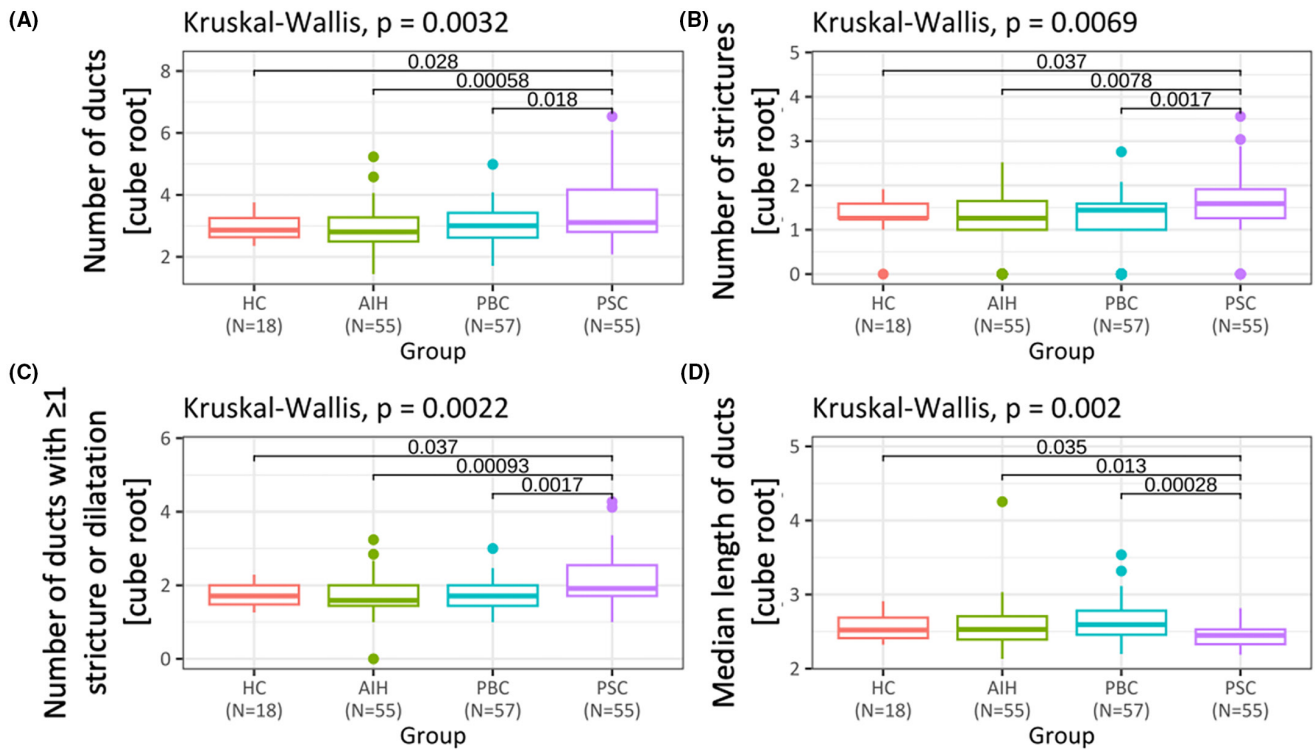 (A)
Kruskal-Wallis, p = 0.0032
Number of ducts
[cube root]
8
6
4
2
0.028
0.00058
0.018
HC
(N=18)
AIH
(N=55)
PBC
(N=57)
PSC
(N=55)
Group
(B)
Kruskal-Wallis, p = 0.0069
Number of strictures
[cube root]
5
4
3
2
1
0
0.037
0.0078
0.0017
HC
(N=18)
AIH
(N=55)
PBC
(N=57)
PSC
(N=55)
Group
(C)
Kruskal-Wallis, p = 0.0022
Number of ducts with ≥1
stricture or dilatation
[cube root]
6
4
2
0
0.037
0.00093
0.0017
HC
(N=18)
AIH
(N=55)
PBC
(N=57)
PSC
(N=55)
Group
(D)
Kruskal-Wallis, p = 0.002
Median length of ducts
[cube root]
5
4
3
2
0.035
0.013
0.00028
HC
(N=18)
AIH
(N=55)
PBC
(N=57)
PSC
(N=55)
Group